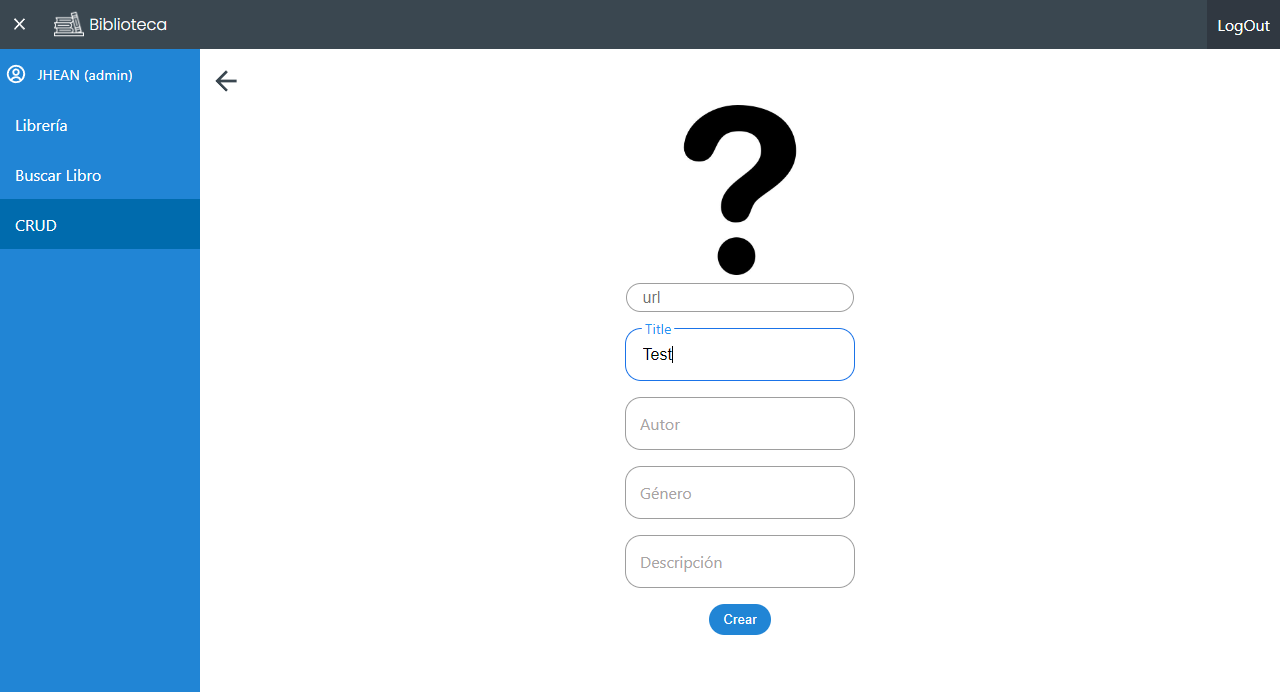 Biblioteca
LogOut
JHEAN (admin)
Librería
Buscar Libro
CRUD
?
url
Title
Test
Autor
Género
Descripción
Crear